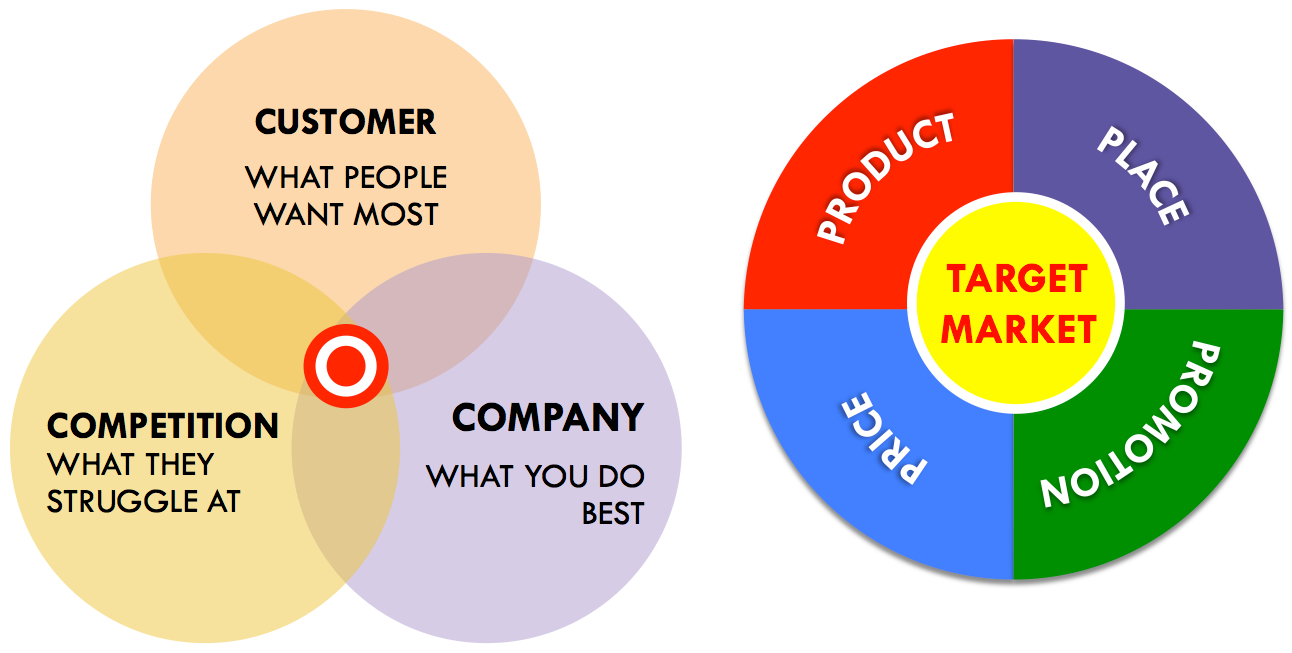 CUSTOMER
WHAT PEOPLE
WANT MOST
COMPETITION
WHAT THEY
STRUGGLE AT
COMPANY
WHAT YOU DO
BEST
PRODUCT
PLACE
TARGET
MARKET
PRICE
PROMOTION